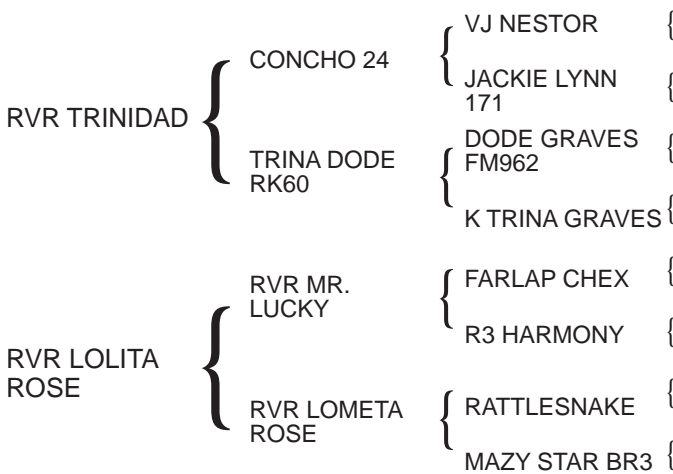 VJ NESTOR
CONCHO 24
JACKIE LYNN
171
RVR TRINIDAD
DODE GRAVES
FM962
TRINA DODE
RK60
K TRINA GRAVES
FARLAP CHEX
RVR MR.
LUCKY
R3 HARMONY
RVR LOLITA
ROSE
RATTLESNAKE
RVR LOMETA
ROSE
MAZY STAR BR3